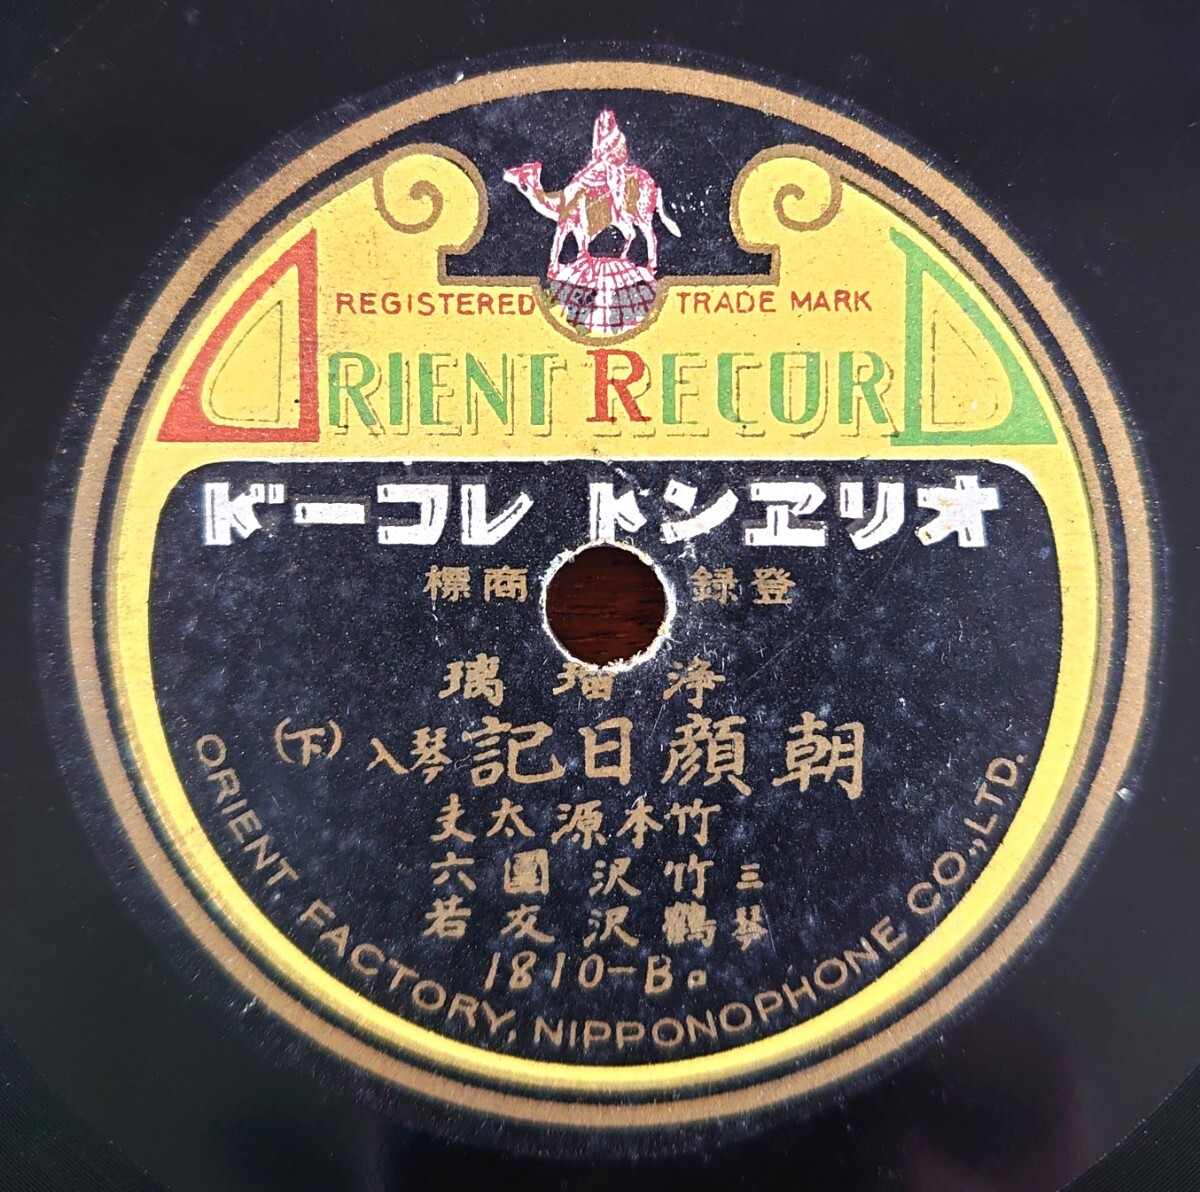 REGISTERED TRADE MARK
ORIENT RECORD
オリヱンド レコード
登録 商標
浄瑠璃
朝顔日記 琴入 (下)
竹本源太夫
三 竹沢團六
琴 鶴沢友若
1810-B。
ORIENT FACTORY, NIPPONOPHONE CO., LTD.